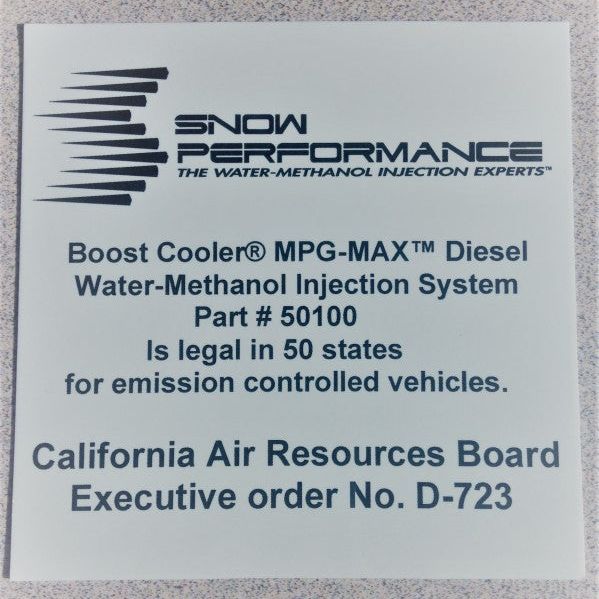 SNOW
PERFORMANCE
THE WATER-METHANOL INJECTION EXPERTS™
Boost Cooler® MPG-MAX™ Diesel
Water-Methanol Injection System
Part # 50100
Is legal in 50 states
for emission controlled vehicles.
California Air Resources Board
Executive order No. D-723